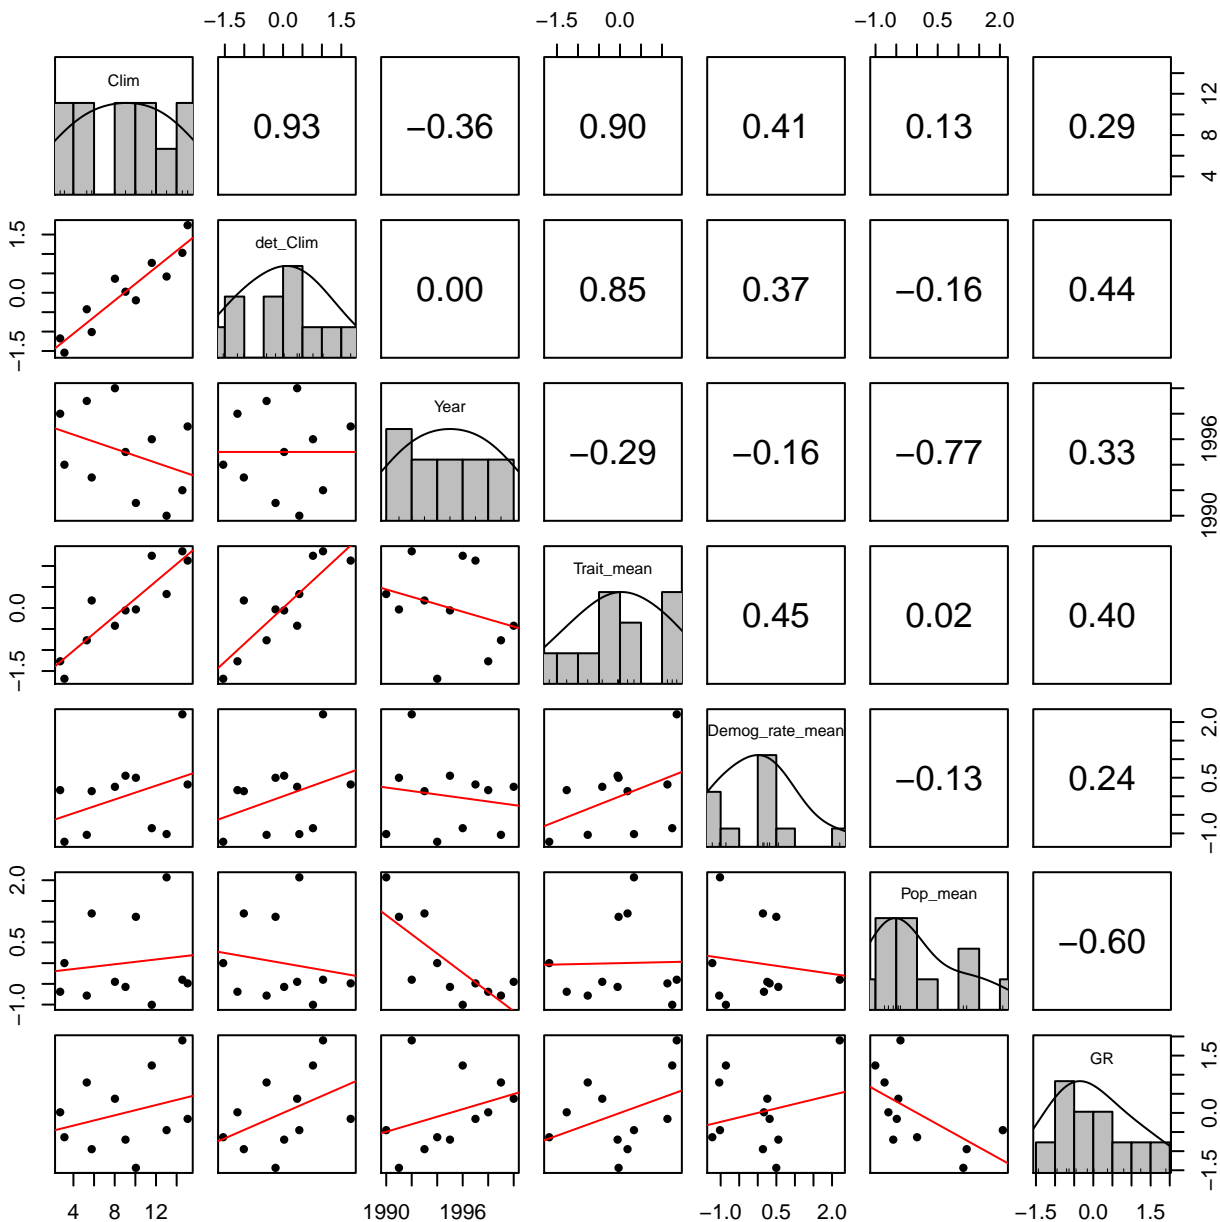 −1.5 0.0 1.5 −1.5 0.0 −1.0 0.5 2.0
Clim 0.93 −0.36 0.90 0.41 0.13 0.29 4 8 12
−1.5 0.0 1.5 det_Clim 0.00 0.85 0.37 −0.16 0.44
Year −0.29 −0.16 −0.77 0.33 1990 1996
−1.5 0.0 Trait_mean 0.45 0.02 0.40
Demog_rate_mean −0.13 0.24 −1.0 0.5 2.0
−1.0 0.5 2.0 Pop_mean −0.60
GR −1.5 0.0 1.5
4 8 12 1990 1996 −1.0 0.5 2.0 −1.5 0.0 1.5